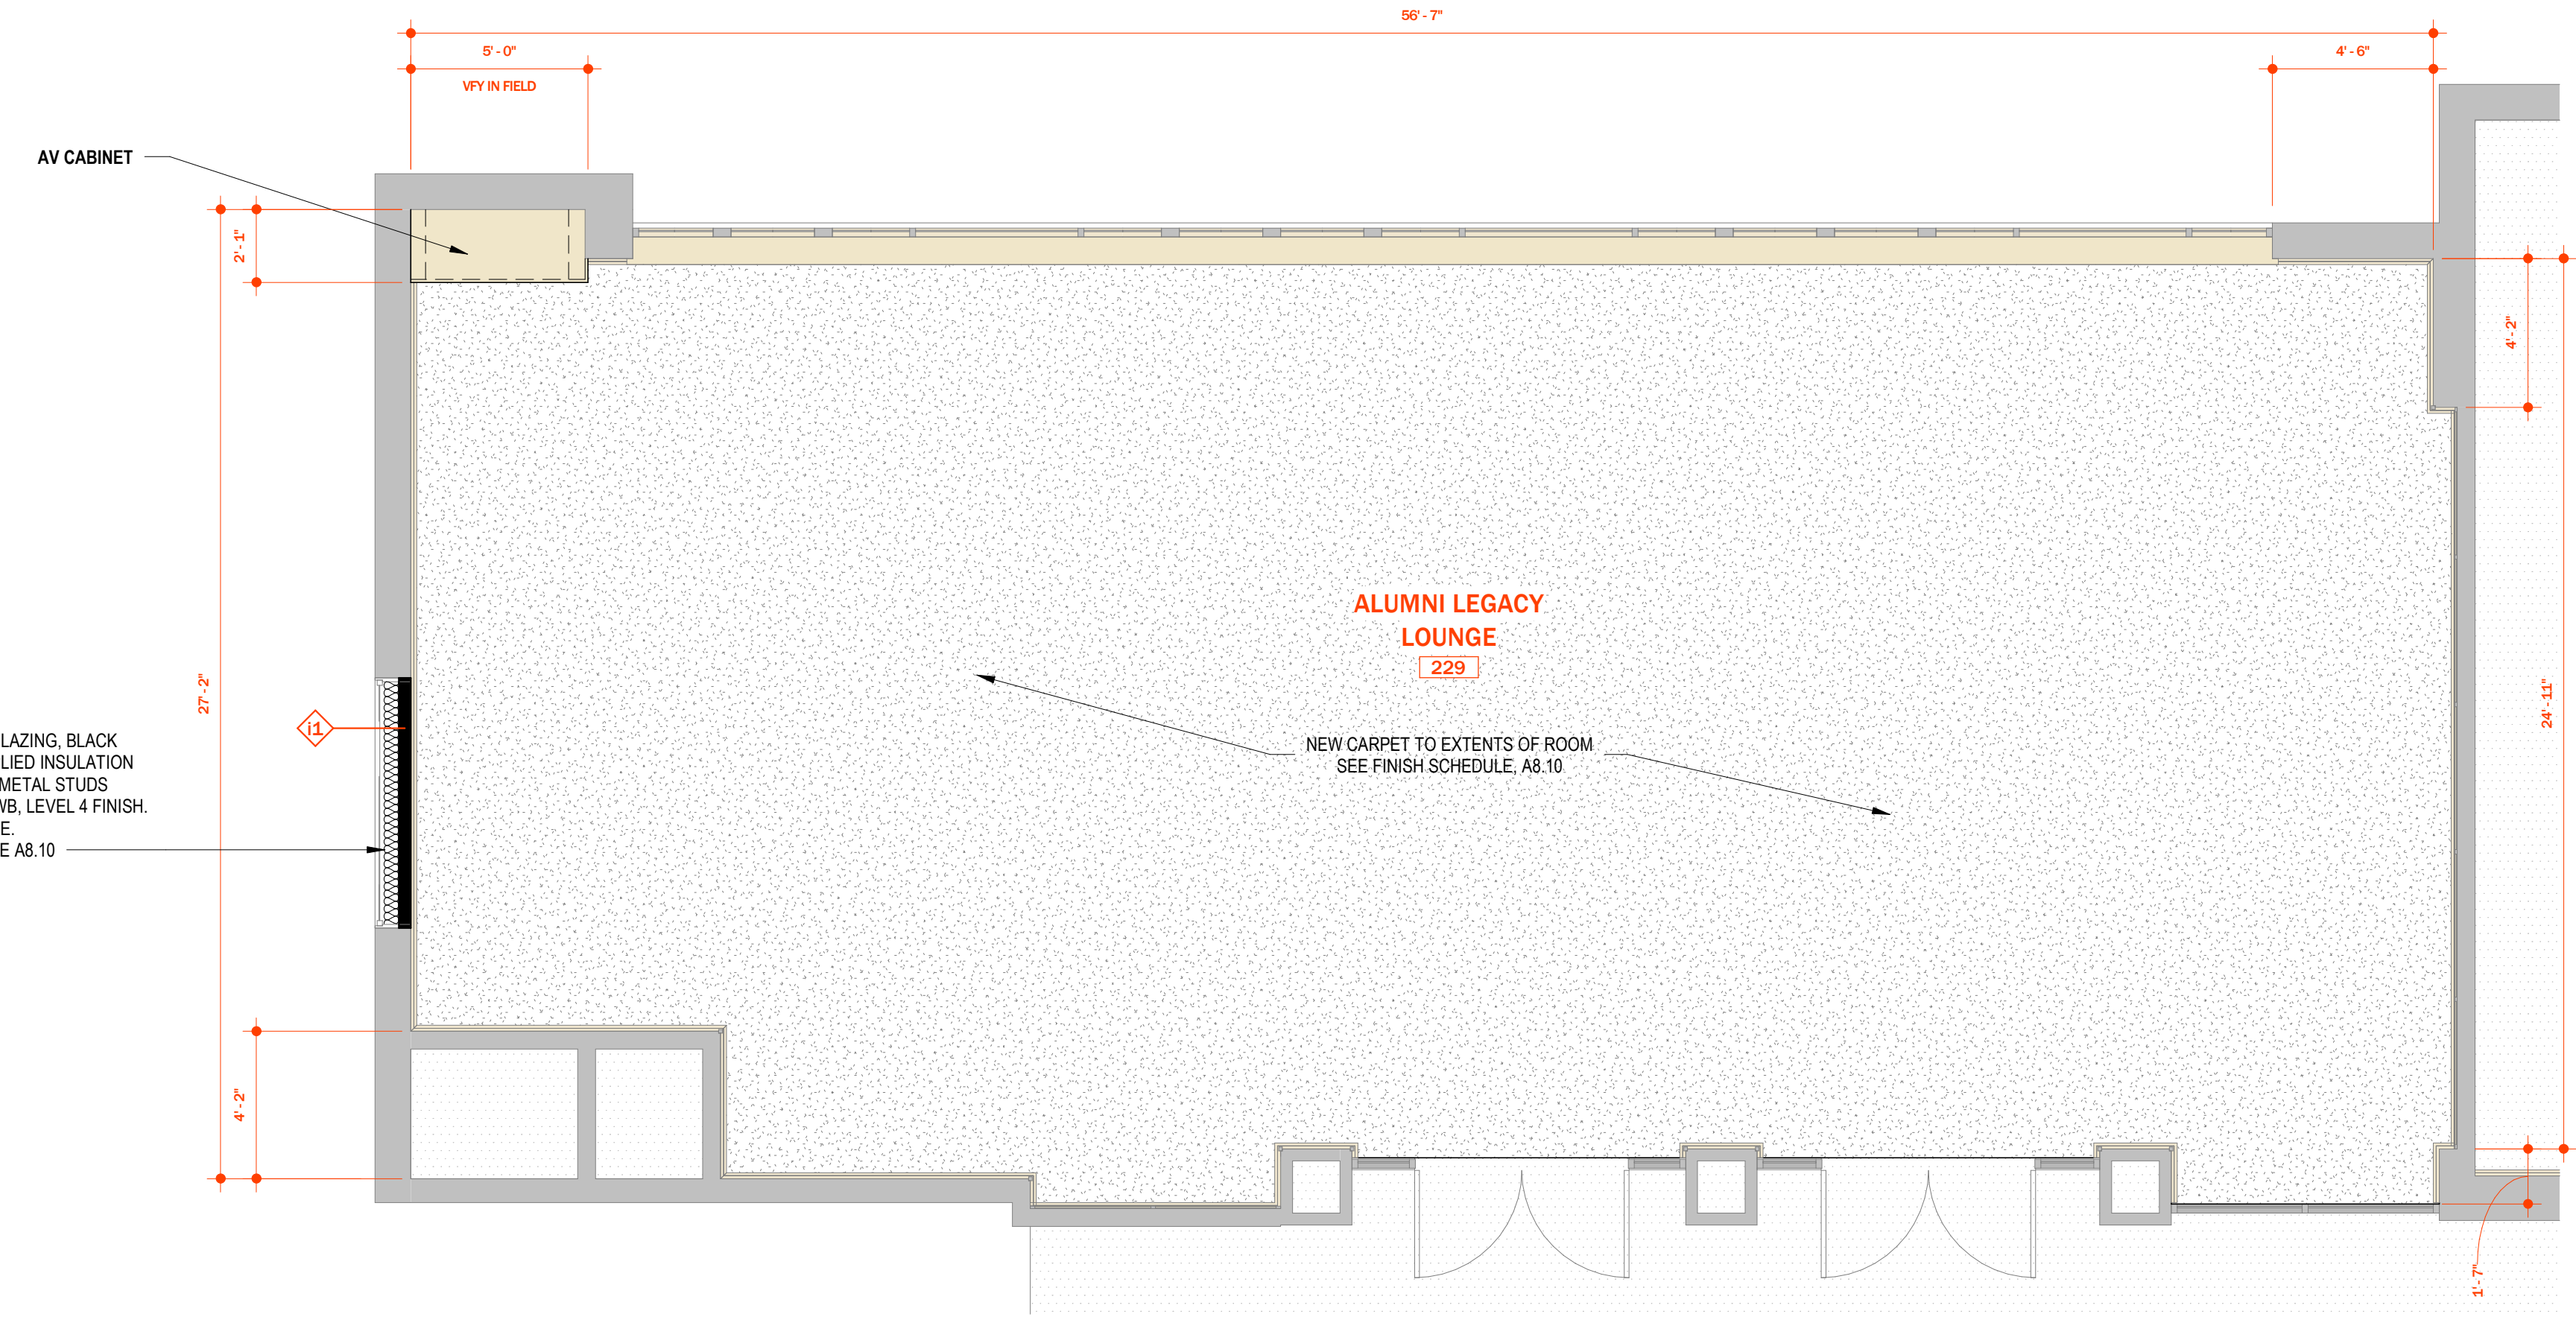 56' - 7"
5' - 0"
4' - 6"
VFY IN FIELD
AV CABINET
2' - 1"
4' - 2"
ALUMNI LEGACY
LOUNGE
229
27' - 2"
24' - 11"
i1
LAZING, BLACK
LIED INSULATION
METAL STUDS
WB, LEVEL 4 FINISH.
E.
E A8.10
NEW CARPET TO EXTENTS OF ROOM
SEE FINISH SCHEDULE, A8.10
4' - 2"
1' - 7"